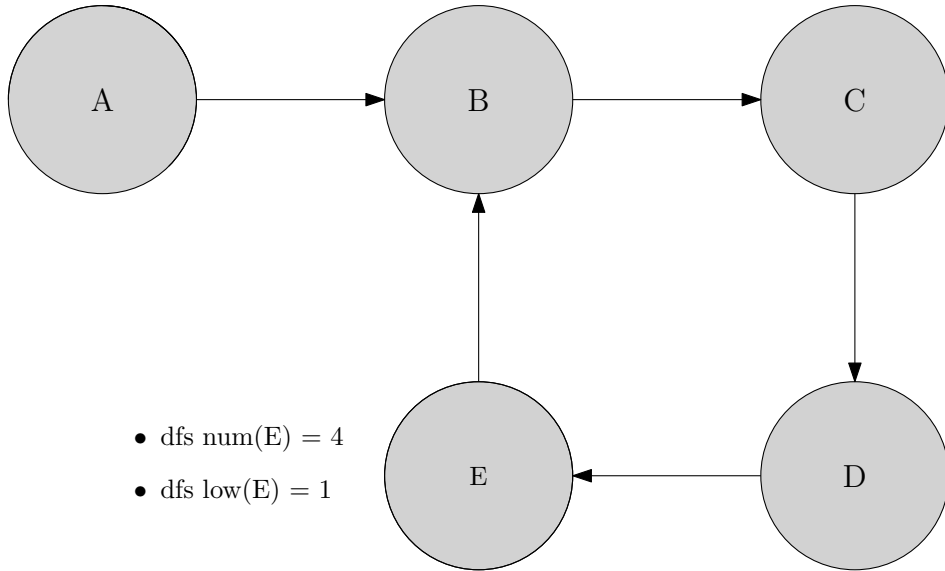 A
B
C
• dfs num(E) = 4
• dfs low(E) = 1
E
D